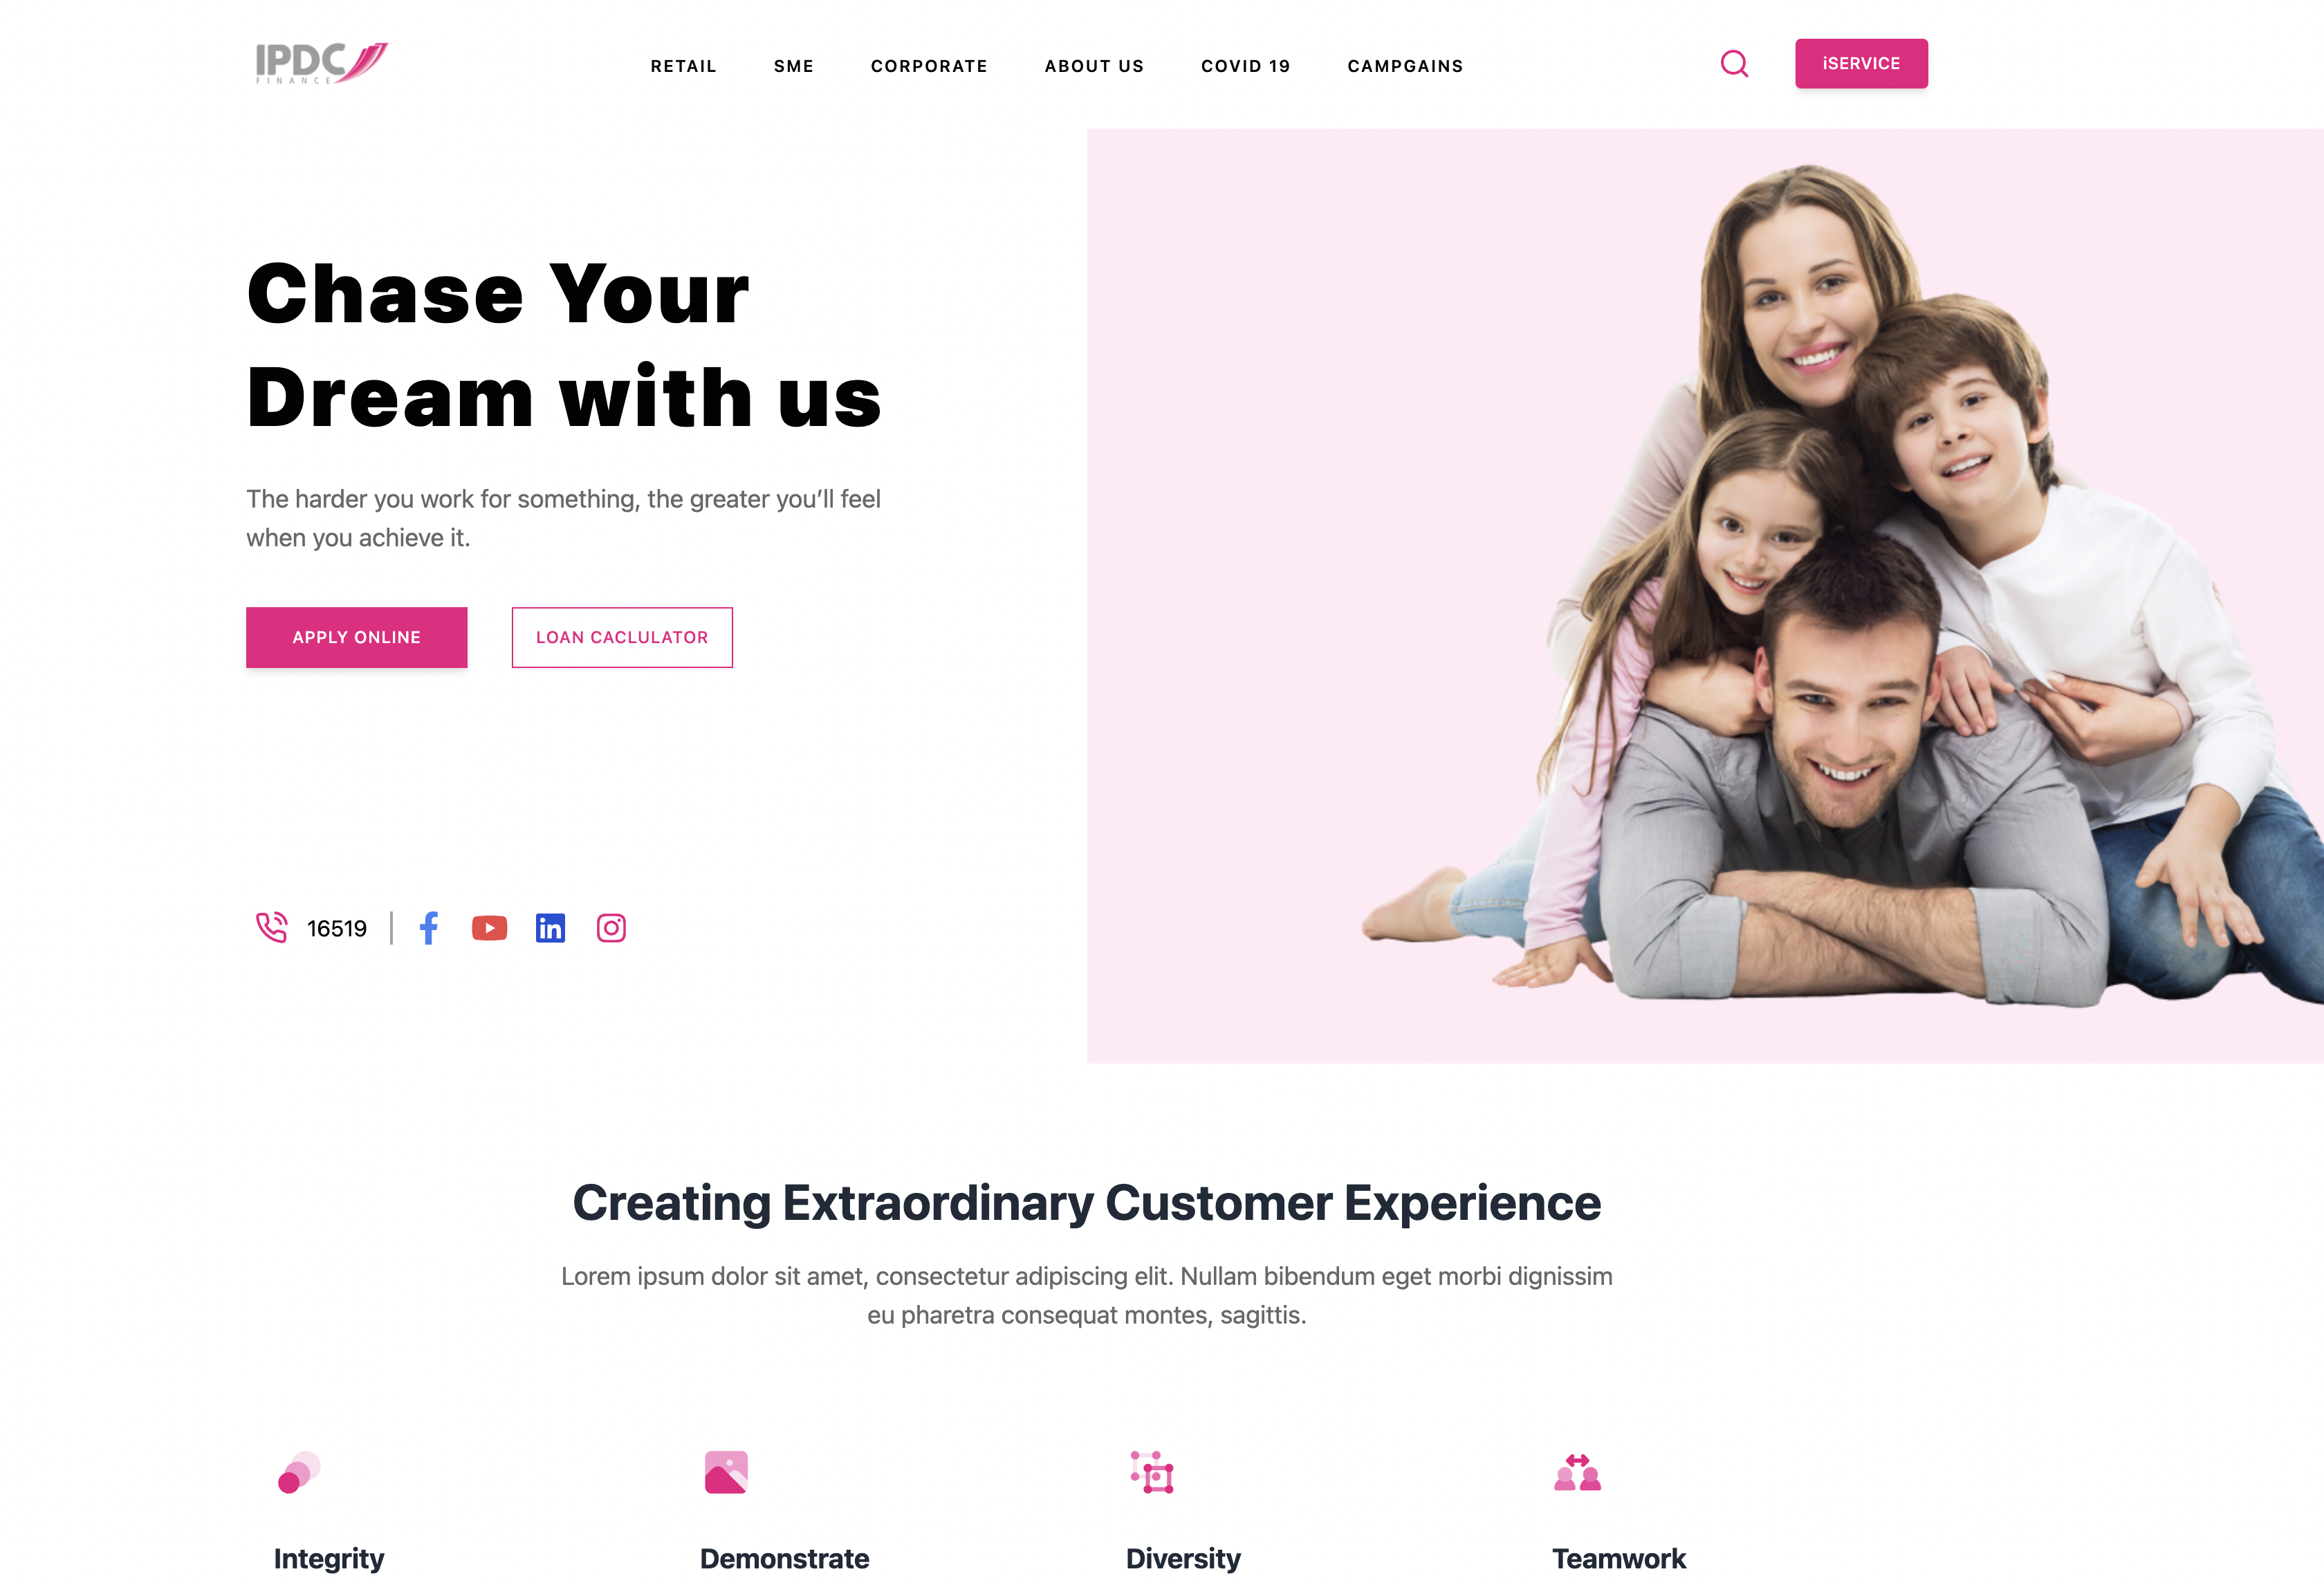 IPDC
FINANCE
RETAIL
SME
CORPORATE
ABOUT US
COVID 19
CAMPGAINS
iSERVICE
Chase Your
Dream with us
The harder you work for something, the greater you’ll feel
when you achieve it.
APPLY ONLINE
LOAN CACLULATOR
16519
Creating Extraordinary Customer Experience
Lorem ipsum dolor sit amet, consectetur adipiscing elit. Nullam bibendum eget morbi dignissim
eu pharetra consequat montes, sagittis.
Integrity
Demonstrate
Diversity
Teamwork